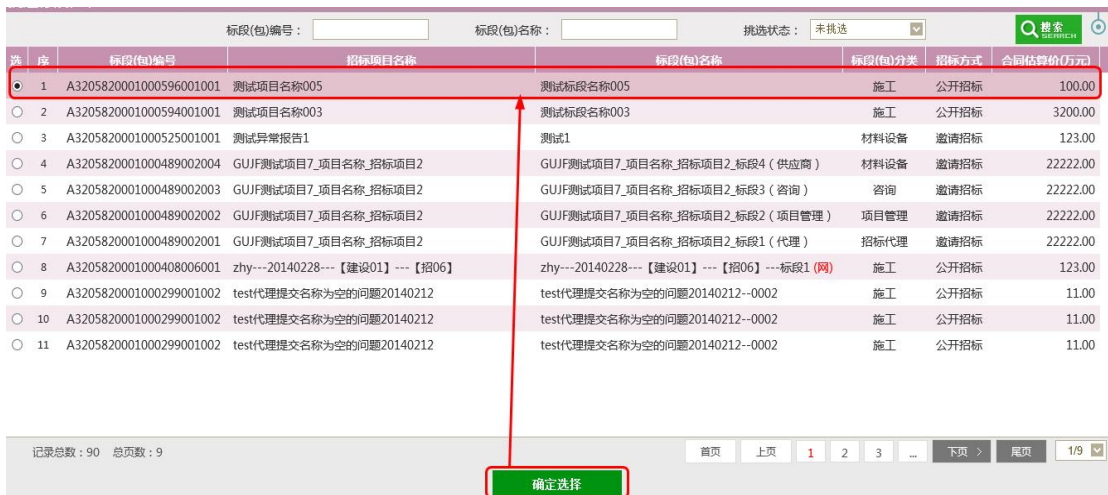 标段(包)编号： 标段(包)名称： 挑选状态： 未挑选 搜索 SEARCH
选 序 标段(包)编号 招标项目名称 标段(包)名称 标段(包)分类 招标方式 合同估算价(万元)
1 A3205820001000596001001 测试项目名称005 测试标段名称005 施工 公开招标 100.00
2 A3205820001000594001001 测试项目名称003 测试标段名称003 施工 公开招标 3200.00
3 A3205820001000525001001 测试异常报告1 测试1 材料设备 邀请招标 123.00
4 A3205820001000489002004 GUJF测试项目7_项目名称_招标项目2 GUJF测试项目7_项目名称_招标项目2_标段4（供应商） 材料设备 邀请招标 22222.00
5 A3205820001000489002003 GUJF测试项目7_项目名称_招标项目2 GUJF测试项目7_项目名称_招标项目2_标段3（咨询） 咨询 邀请招标 22222.00
6 A3205820001000489002002 GUJF测试项目7_项目名称_招标项目2 GUJF测试项目7_项目名称_招标项目2_标段2（项目管理） 项目管理 邀请招标 22222.00
7 A3205820001000489002001 GUJF测试项目7_项目名称_招标项目2 GUJF测试项目7_项目名称_招标项目2_标段1（代理） 招标代理 邀请招标 22222.00
8 A3205820001000408006001 zhy---20140228---【建设01】---【招06】 zhy---20140228---【建设01】---【招06】---标段1 (网) 施工 公开招标 123.00
9 A3205820001000299001002 test代理提交名称为空的问题20140212 test代理提交名称为空的问题20140212--0002 施工 公开招标 11.00
10 A3205820001000299001002 test代理提交名称为空的问题20140212 test代理提交名称为空的问题20140212--0002 施工 公开招标 11.00
11 A3205820001000299001002 test代理提交名称为空的问题20140212 test代理提交名称为空的问题20140212--0002 施工 公开招标 11.00
记录总数：90 总页数：9 首页 上页 1 2 3 ... 下页 > 尾页 1/9
确定选择